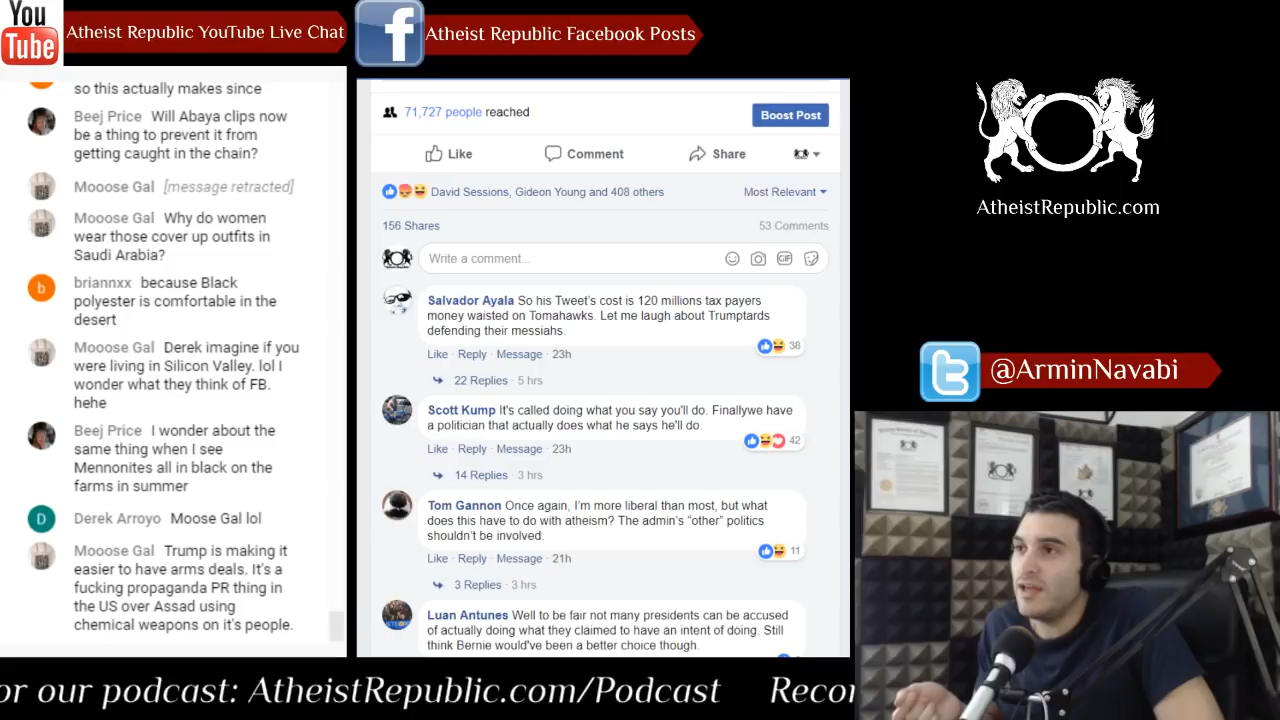 You
Tube
Atheist Republic YouTube Live Chat
f
Atheist Republic Facebook Posts
so this actually makes since
Beej Price Will Abaya clips now
be a thing to prevent it from
getting caught in the chain?
Mooose Gal [message retracted]
Mooose Gal Why do women
wear those cover up outfits in
Saudi Arabia?
b
briannxx because Black
polyester is comfortable in the
desert
Mooose Gal Derek imagine if you
were living in Silicon Valley. lol I
wonder what they think of FB.
hehe
Beej Price I wonder about the
same thing when I see
Mennonites all in black on the
farms in summer
D
Derek Arroyo Moose Gal lol
Mooose Gal Trump is making it
easier to have arms deals. It's a
fucking propaganda PR thing in
the US over Assad using
chemical weapons on it's people.
71,727 people reached
Boost Post
Like Comment Share
David Sessions, Gideon Young and 408 others Most Relevant
156 Shares 53 Comments
Write a comment...
GIF
Salvador Ayala So his Tweet's cost is 120 millions tax payers
money waisted on Tomahawks. Let me laugh about Trumptards
defending their messiahs.
38
Like · Reply · Message · 23h
22 Replies · 5 hrs
Scott Kump It's called doing what you say you'll do. Finallywe have
a politician that actually does what he says he'll do.
42
Like · Reply · Message · 23h
14 Replies · 3 hrs
Tom Gannon Once again, I'm more liberal than most, but what
does this have to do with atheism? The admin's "other" politics
shouldn't be involved.
11
Like · Reply · Message · 21h
3 Replies · 3 hrs
Luan Antunes Well to be fair not many presidents can be accused
of actually doing what they claimed to have an intent of doing. Still
think Bernie would've been a better choice though.
AtheistRepublic.com
@ArminNavabi
or our podcast: AtheistRepublic.com/Podcast Recor